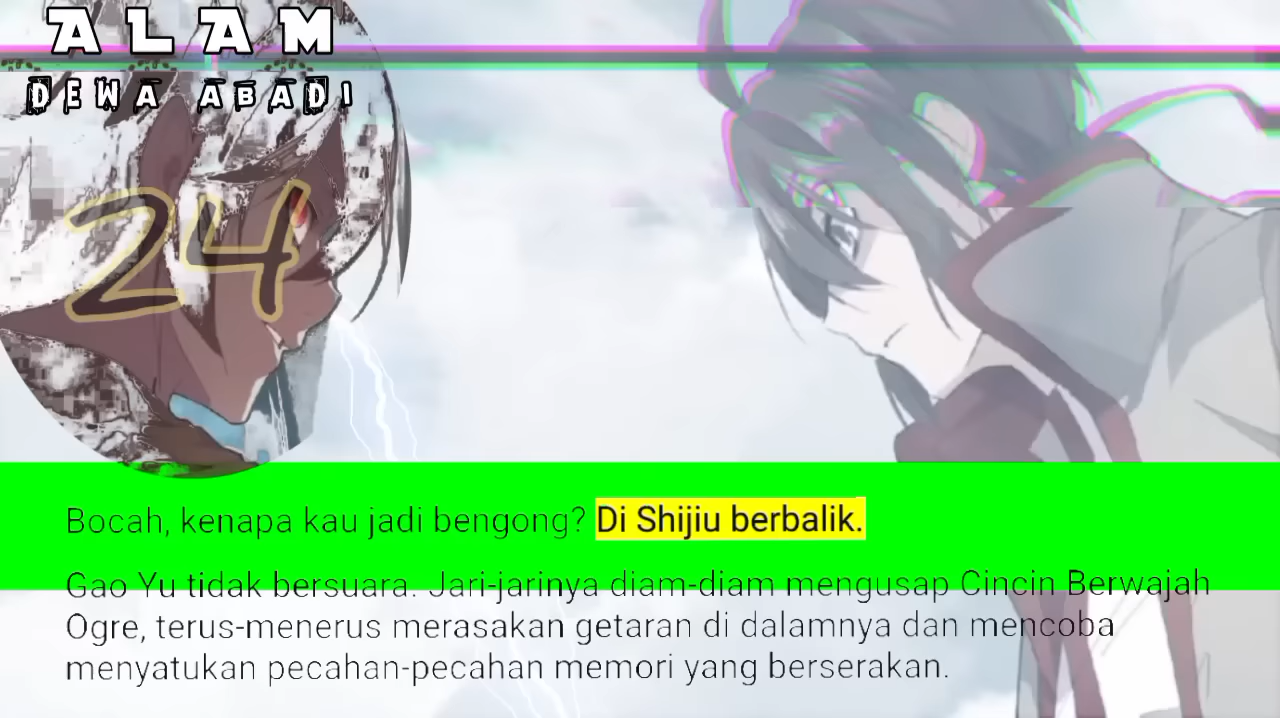 ALAM
DEWA ABADI
24
Bocah, kenapa kau jadi bengong? Di Shijiu berbalik.
Gao Yu tidak bersuara. Jari-jarinya diam-diam mengusap Cincin Berwajah
Ogre, terus-menerus merasakan getaran di dalamnya dan mencoba
menyatukan pecahan-pecahan memori yang berserakan.